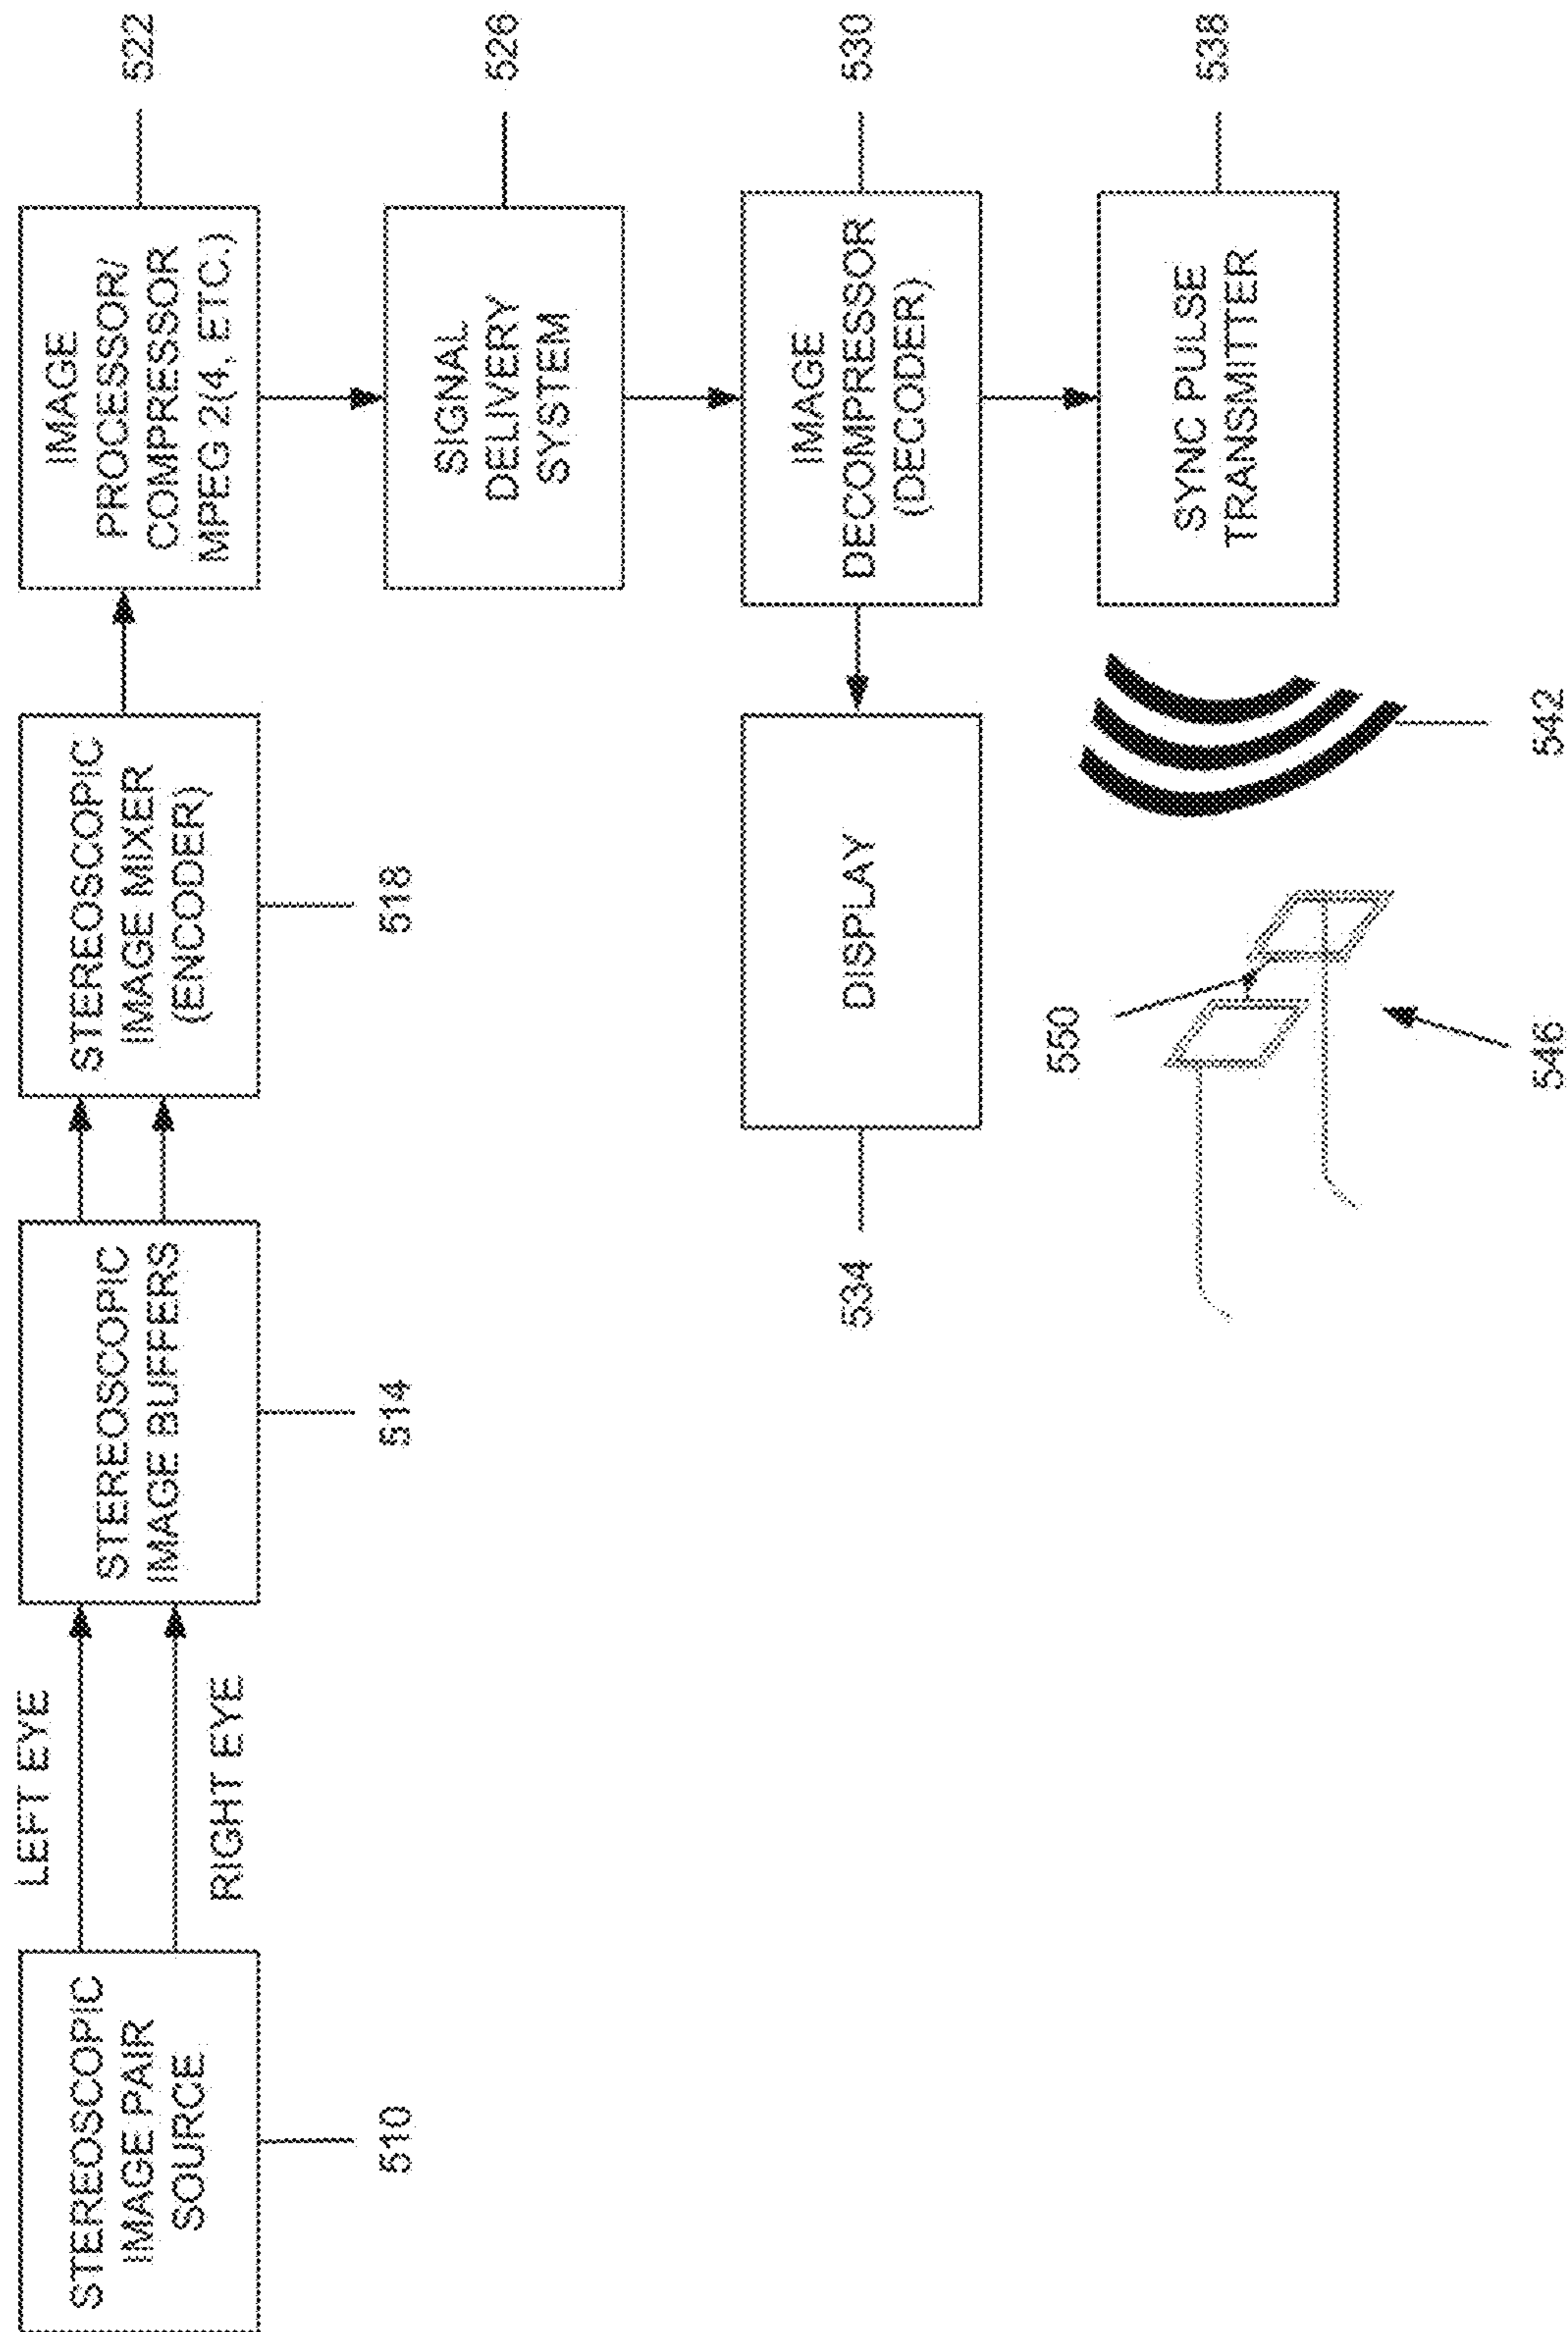 STEREOSCOPIC
IMAGE PAIR
SOURCE
510
LEFT EYE
RIGHT EYE
STEREOSCOPIC
IMAGE BUFFERS
514
STEREOSCOPIC
IMAGE MIXER
(ENCODER)
518
IMAGE
PROCESSOR/
COMPRESSOR
MPEG 2(4, ETC.)
522
SIGNAL
DELIVERY
SYSTEM
526
534
DISPLAY
IMAGE
DECOMPRESSOR
(DECODER)
530
550
546
542
SYNC PULSE
TRANSMITTER
538